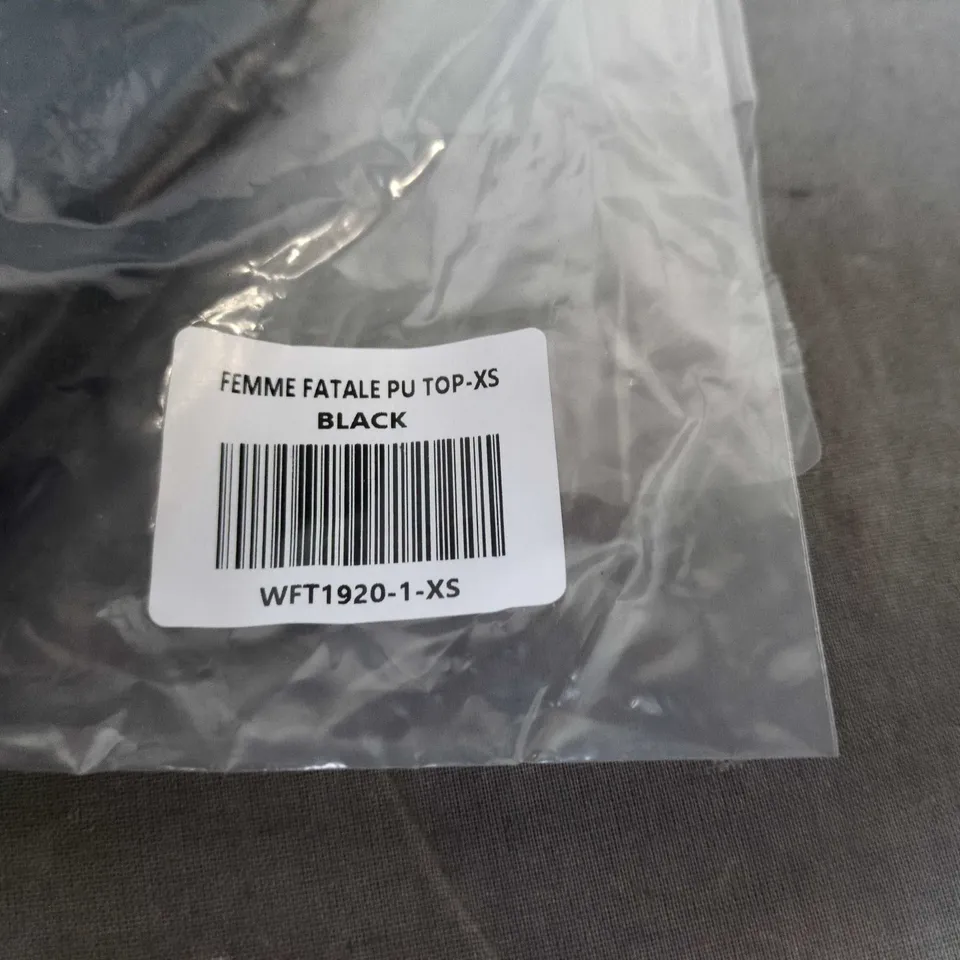 FEMME FATALE PU TOP-XS
BLACK
WFT1920-1-XS